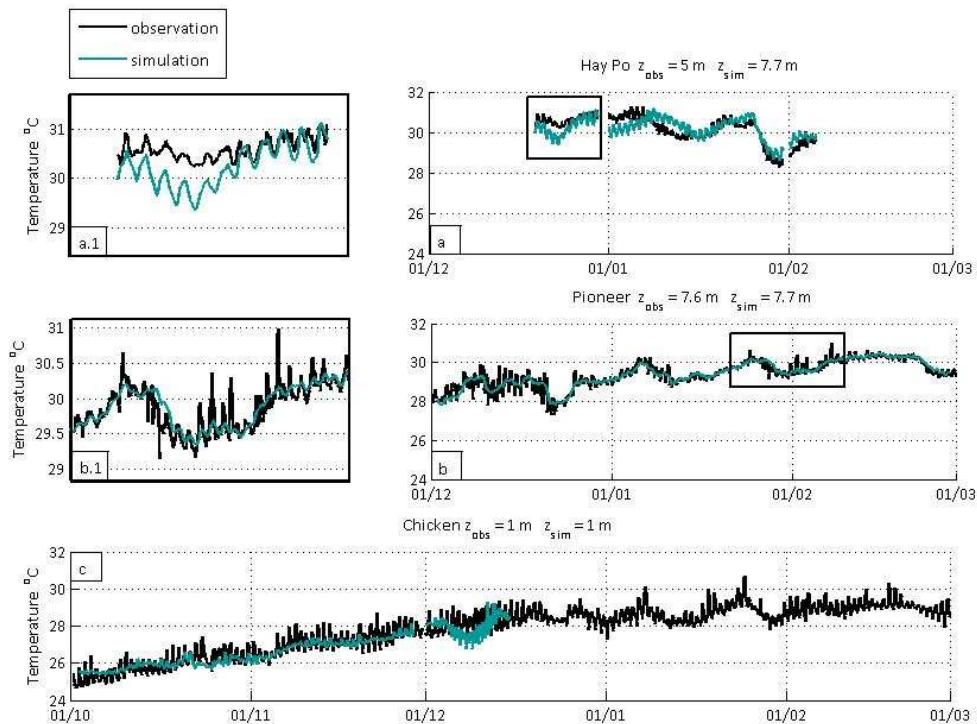 observation
simulation
Hay Po z_obs = 5 m z_sim = 7.7 m
Temperature ºC
31
30
29
a.1
32
30
28
26
24
a
01/12
01/01
01/02
01/03
Pioneer z_obs = 7.6 m z_sim = 7.7 m
Temperature ºC
31
30.5
30
29.5
29
b.1
32
30
28
26
24
b
01/12
01/01
01/02
01/03
Chicken z_obs = 1 m z_sim = 1 m
Temperature ºC
32
30
28
26
24
c
01/10
01/11
01/12
01/01
01/02
01/03